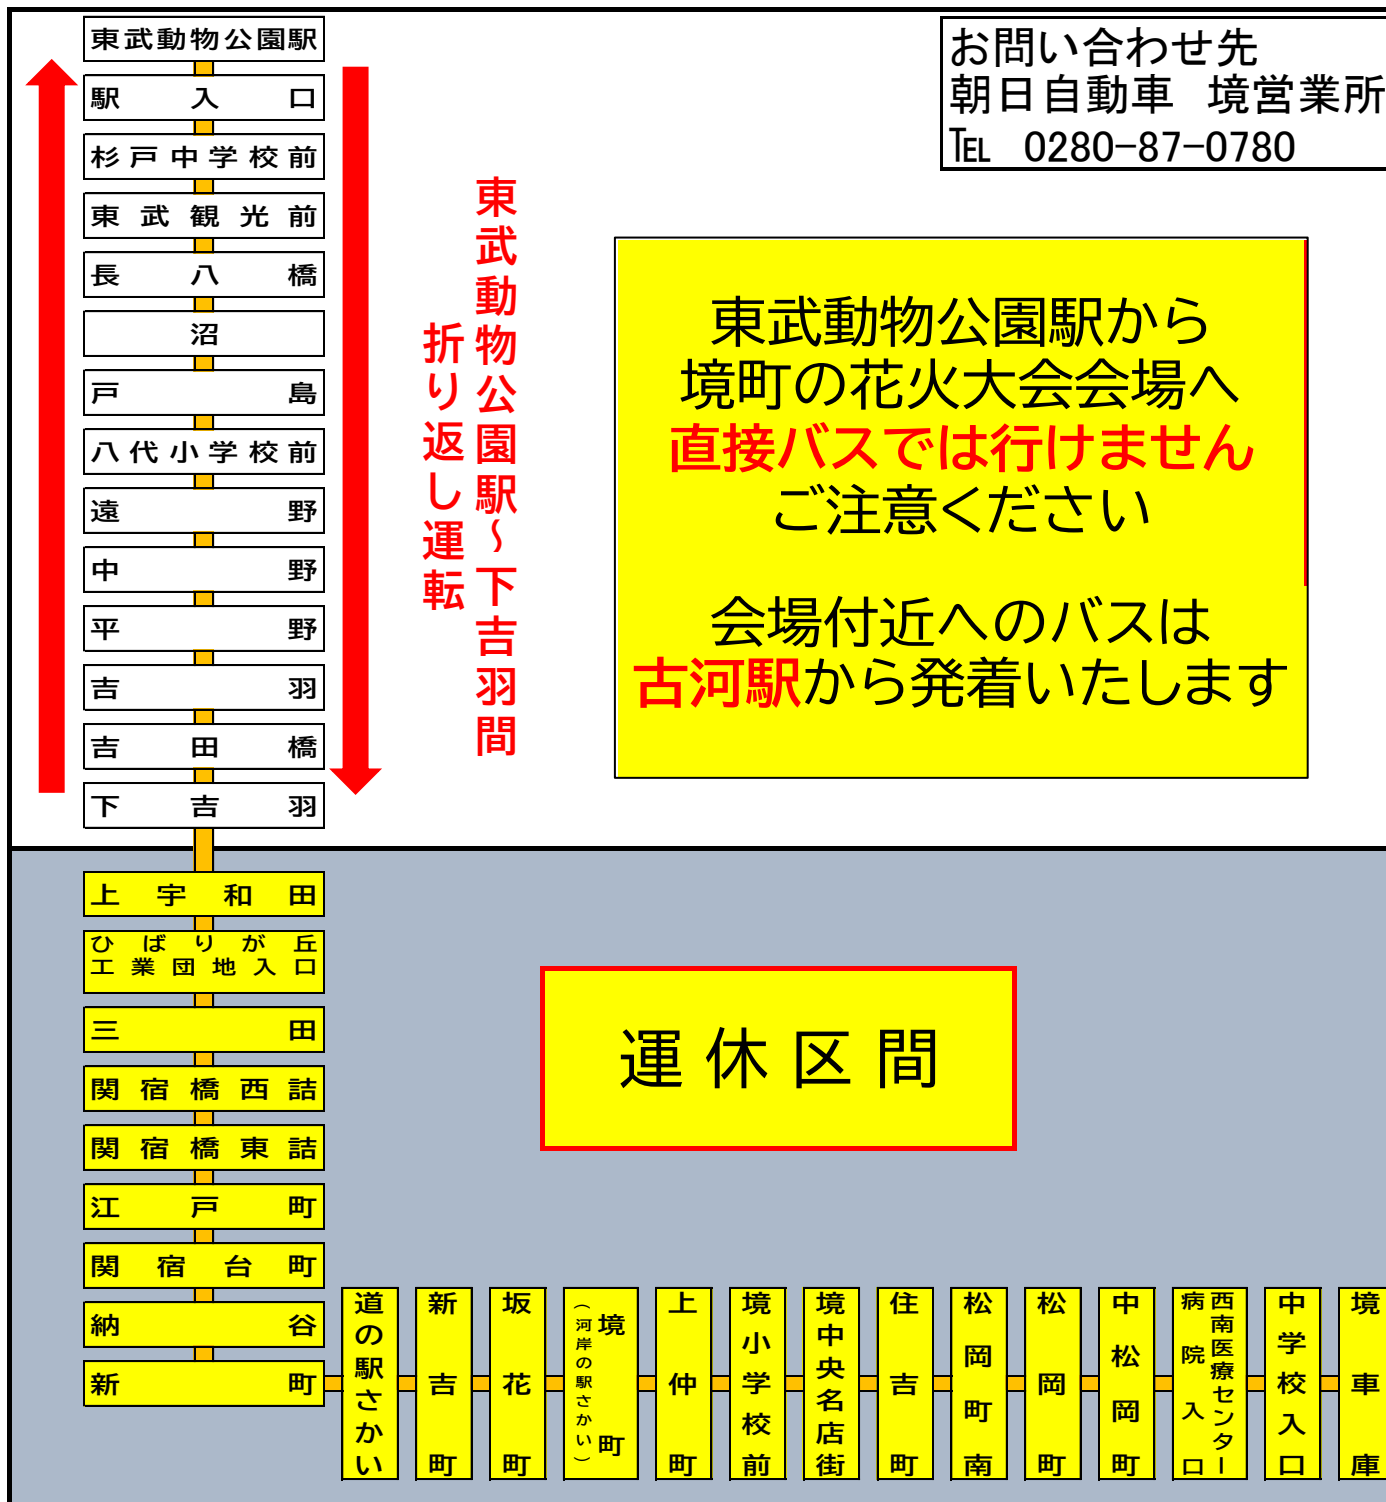 東武動物公園駅
駅入口
杉戸中学校前
東武観光前
長八橋
沼
戸島
八代小学校前
遠野
中野
平野
吉羽
吉田橋
下吉羽
東武動物公園駅～下吉羽間
折り返し運転
お問い合わせ先
朝日自動車　境営業所
℡　0280−87−0780
東武動物公園駅から
境町の花火大会会場へ
直接バスでは行けません
ご注意ください
会場付近へのバスは
古河駅から発着いたします
上宇和田
ひばりが丘
工業団地入口
三田
関宿橋西詰
関宿橋東詰
江戸町
関宿台町
納谷
新町
運休区間
道の駅さかい
新吉町
坂花町
境町
（河岸の駅さかい）
上仲町
境小学校前
境中央名店街
住吉町
松岡町南
松岡町
中松岡町
西南医療センター
病院入口
中学校入口
境車庫